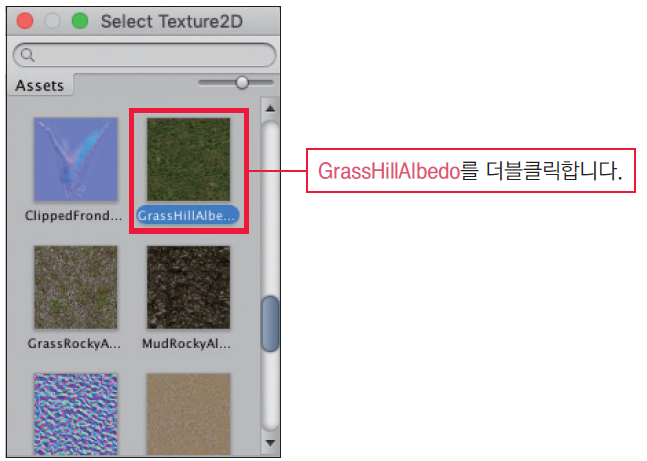 Select Texture2D
Assets
ClippedFrond...
GrassHillAlbe...
GrassHillAlbedo를 더블클릭합니다.
GrassRockyA...
MudRockyAl...